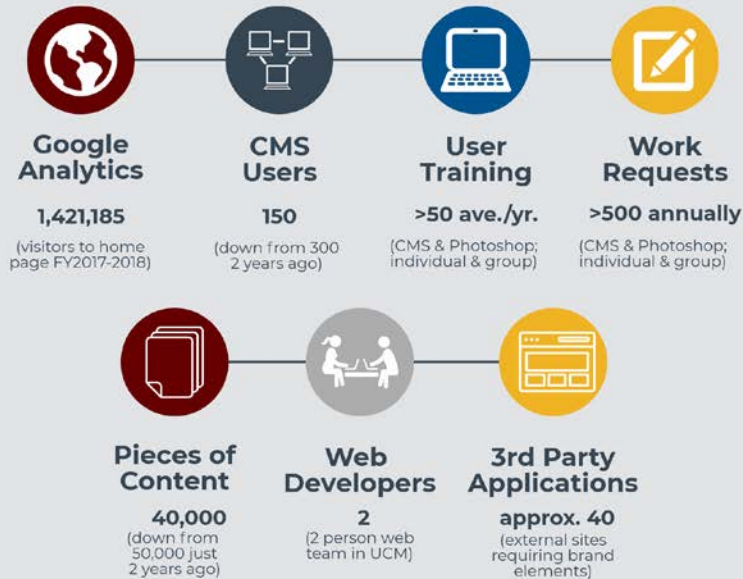 Google
Analytics
1,421,185
(visitors to home
page FY2017-2018)
CMS
Users
150
(down from 300
2 years ago)
User
Training
>50 ave./yr.
(CMS & Photoshop;
individual & group)
Work
Requests
>500 annually
(CMS & Photoshop;
individual & group)
Pieces of
Content
40,000
(down from
50,000 just
2 years ago)
Web
Developers
2
(2 person web
team in UCM)
3rd Party
Applications
approx. 40
(external sites
requiring brand
elements)